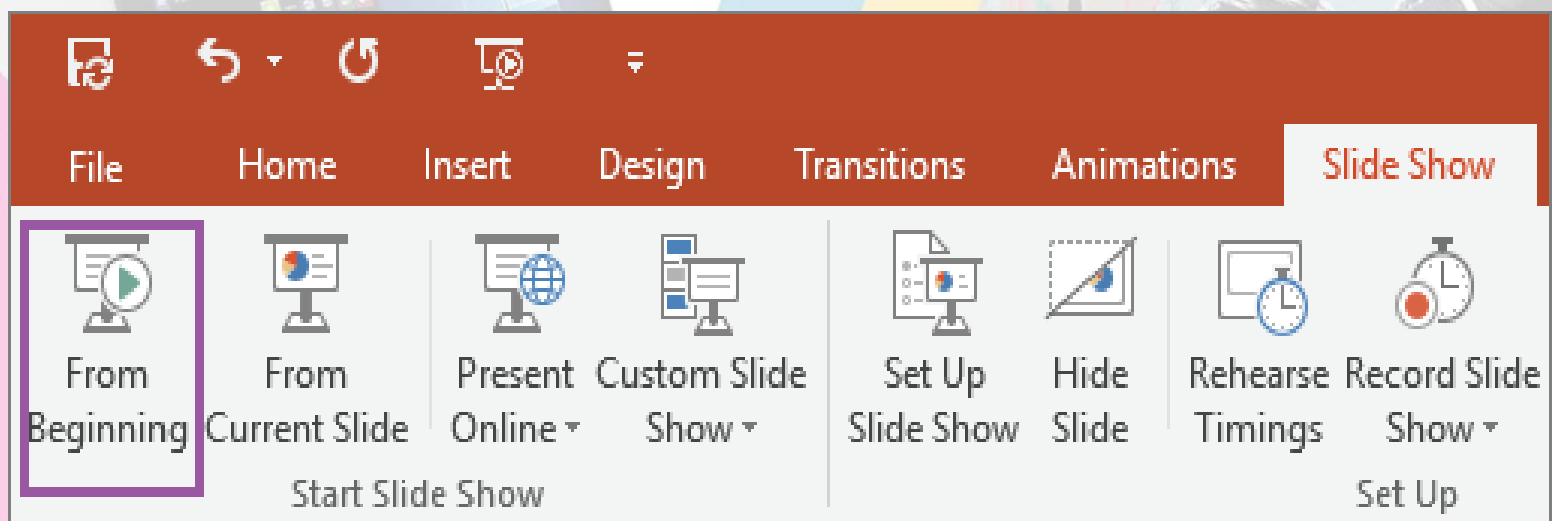 File Home Insert Design Transitions Animations Slide Show
From From Present Custom Slide Set Up Hide Rehearse Record Slide
Beginning Current Slide Online Show Slide Show Slide Timings Show
Start Slide Show Set Up